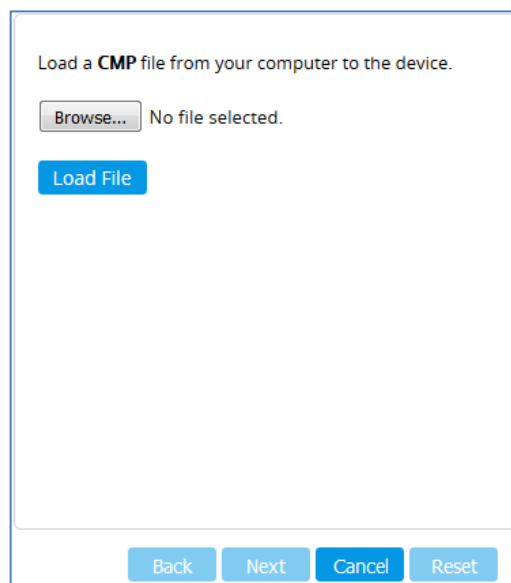 Load a CMP file from your computer to the device.
Browse... No file selected.
Load File
Back Next Cancel Reset